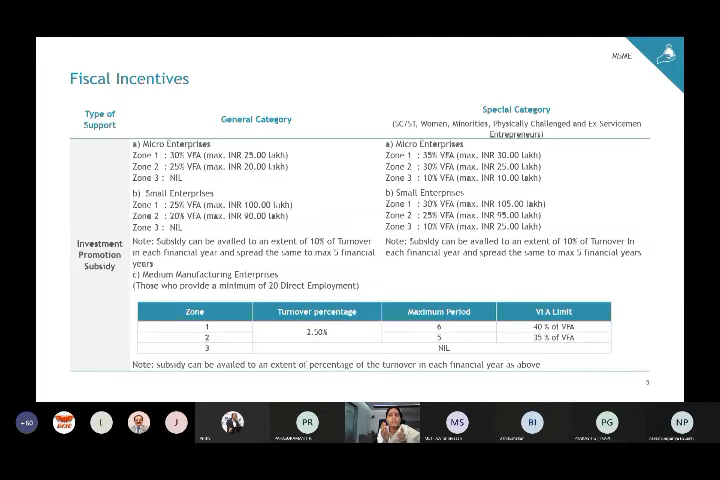 MSME
Fiscal Incentives
Type of Support
General Category
Special Category
(SC/ST, Women, Minorities, Physically Challenged and Ex-Servicemen Entrepreneurs)
Investment Promotion Subsidy
a) Micro Enterprises
Zone 1 : 30% VFA (max. INR 25.00 lakh)
Zone 2 : 25% VFA (max. INR 20.00 lakh)
Zone 3 : NIL
b) Small Enterprises
Zone 1 : 25% VFA (max. INR 100.00 lakh)
Zone 2 : 20% VFA (max. INR 90.00 lakh)
Zone 3 : NIL
Note: Subsidy can be availed to an extent of 10% of Turnover
in each financial year and spread the same to max 5 financial
years
c) Medium Manufacturing Enterprises
(Those who provide a minimum of 20 Direct Employment)
a) Micro Enterprises
Zone 1 : 35% VFA (max. INR 30.00 lakh)
Zone 2 : 30% VFA (max. INR 25.00 lakh)
Zone 3 : 10% VFA (max. INR 10.00 lakh)
b) Small Enterprises
Zone 1 : 30% VFA (max. INR 105.00 lakh)
Zone 2 : 25% VFA (max. INR 95.00 lakh)
Zone 3 : 10% VFA (max. INR 25.00 lakh)
Note: Subsidy can be availed to an extent of 10% of Turnover in
each financial year and spread the same to max 5 financial years
Zone Turnover percentage Maximum Period VFA Limit
1 2.50% 6 40 % of VFA
2 5 35 % of VFA
3 NIL
Note: subsidy can be availed to an extent of percentage of the turnover in each financial year as above
+60
L
J
PR
MS
BI
PG
NP